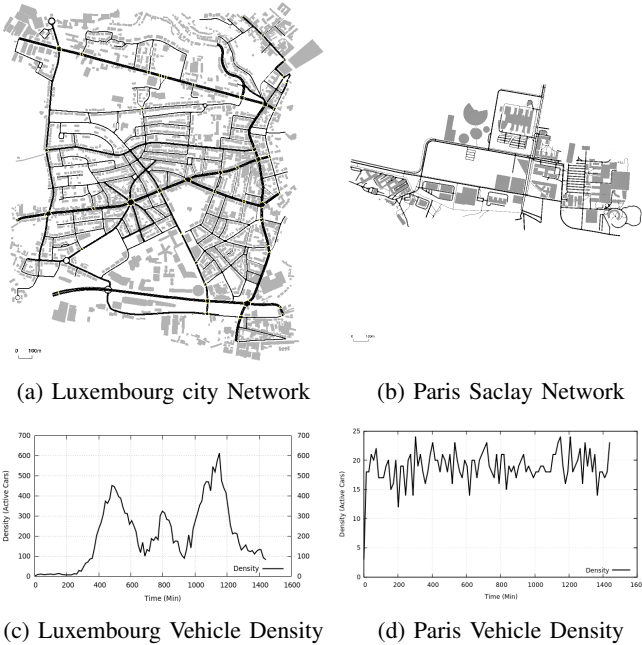 0 100m
0 100m
(a) Luxembourg city Network
(b) Paris Saclay Network
700
600
500
400
300
200
100
0
Density (Active Cars)
700
600
500
400
300
200
100
0
Density
0 200 400 600 800 1000 1200 1400 1600
Time (Min)
25
20
15
10
5
0
Density (Active Cars)
Density
0 200 400 600 800 1000 1200 1400 160
Time (Min)
(c) Luxembourg Vehicle Density
(d) Paris Vehicle Density